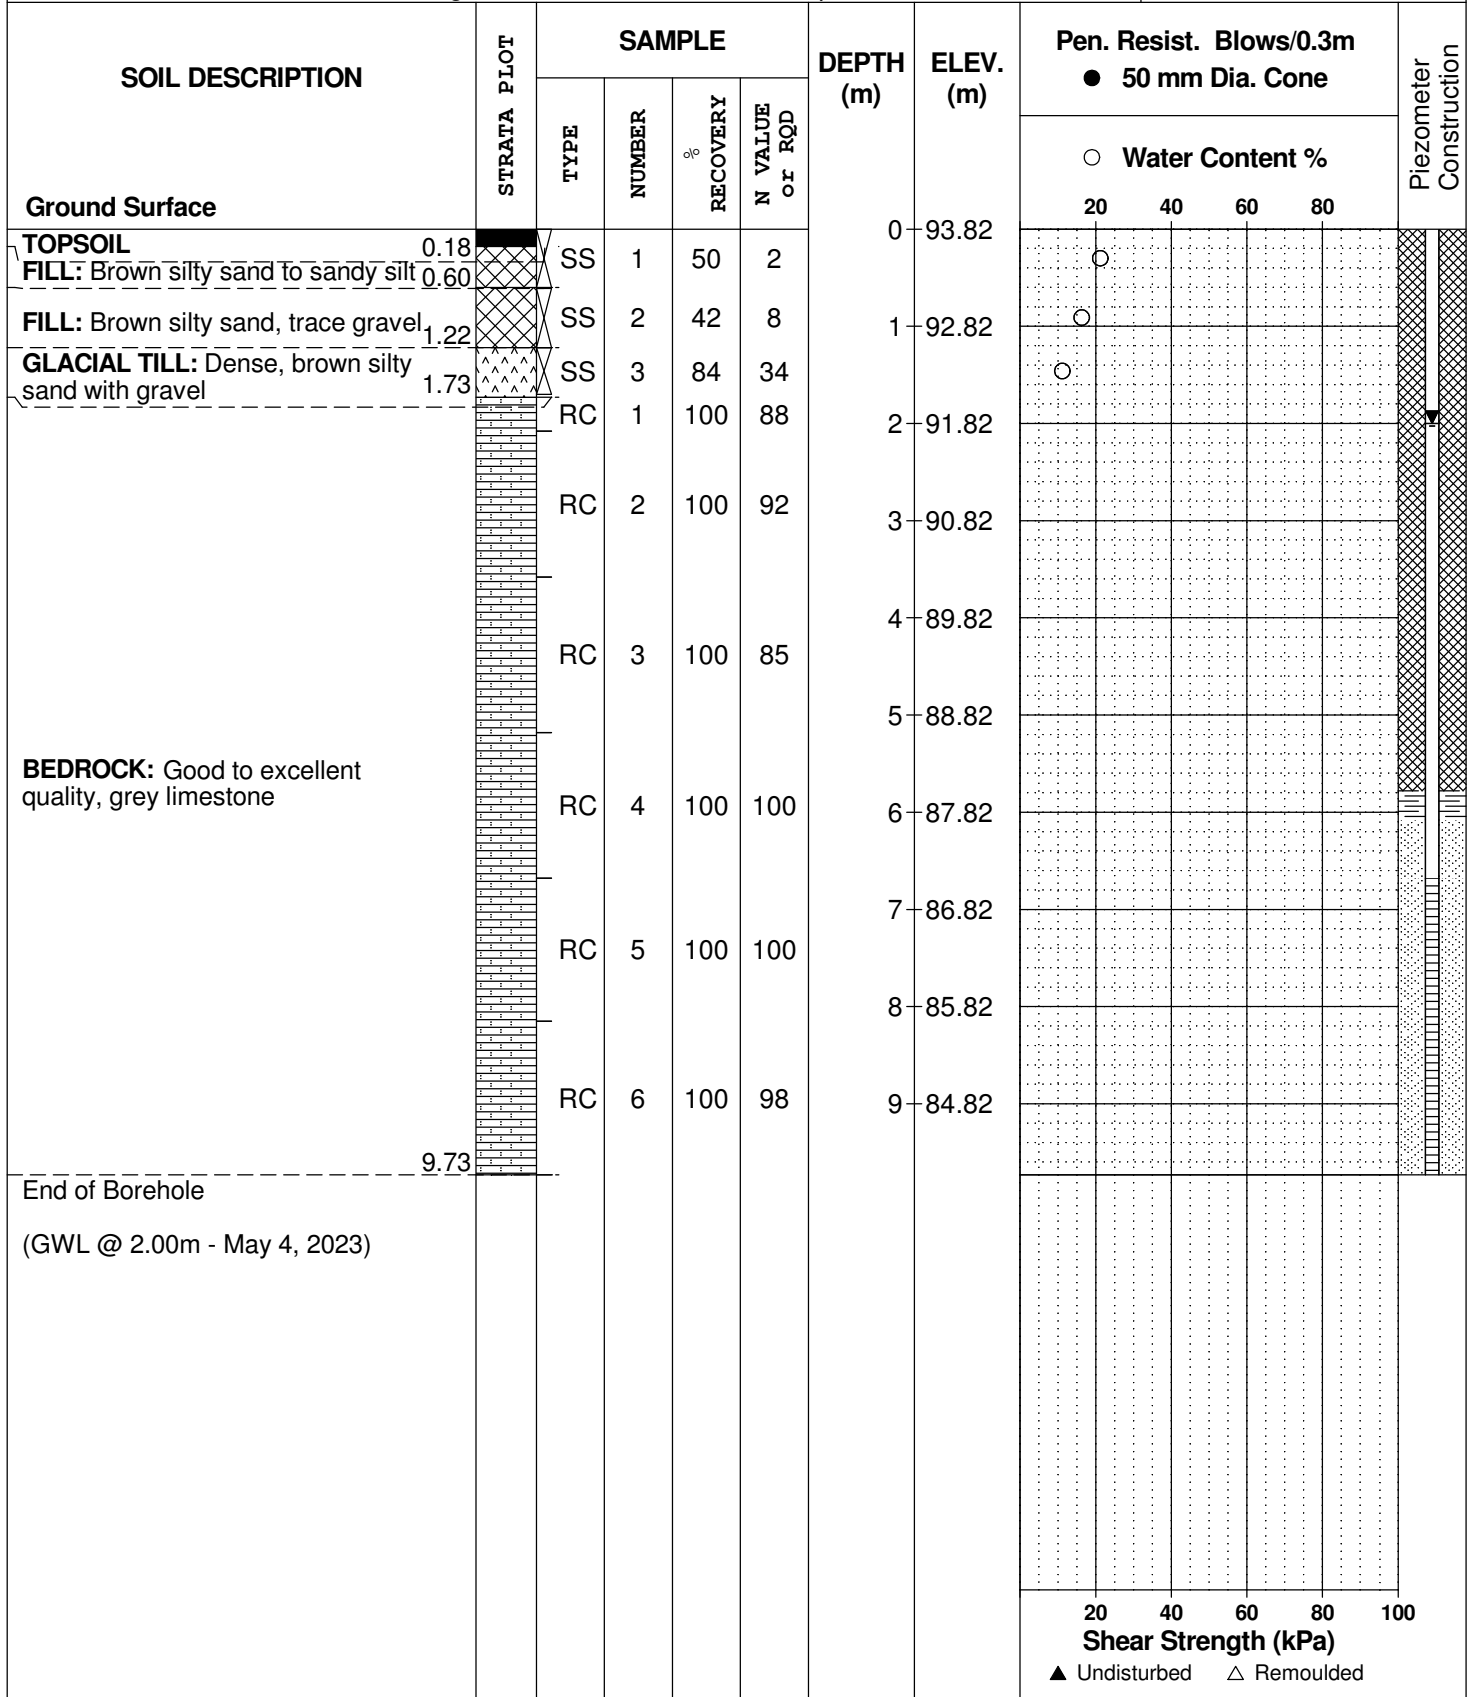 SOIL DESCRIPTION
Ground Surface
STRATA PLOT
SAMPLE
TYPE
NUMBER
% RECOVERY
N VALUE or RQD
DEPTH (m)
ELEV. (m)
Pen. Resist. Blows/0.3m
● 50 mm Dia. Cone
○ Water Content %
20 40 60 80
Piezometer Construction
0 93.82
TOPSOIL 0.18
FILL: Brown silty sand to sandy silt 0.60
SS 1 50 2
FILL: Brown silty sand, trace gravel 1.22
SS 2 42 8
1 92.82
GLACIAL TILL: Dense, brown silty
sand with gravel 1.73
SS 3 84 34
RC 1 100 88
2 91.82
RC 2 100 92
3 90.82
4 89.82
RC 3 100 85
5 88.82
BEDROCK: Good to excellent
quality, grey limestone
RC 4 100 100
6 87.82
7 86.82
RC 5 100 100
8 85.82
RC 6 100 98
9 84.82
9.73
End of Borehole
(GWL @ 2.00m - May 4, 2023)
20 40 60 80 100
Shear Strength (kPa)
▲ Undisturbed △ Remoulded